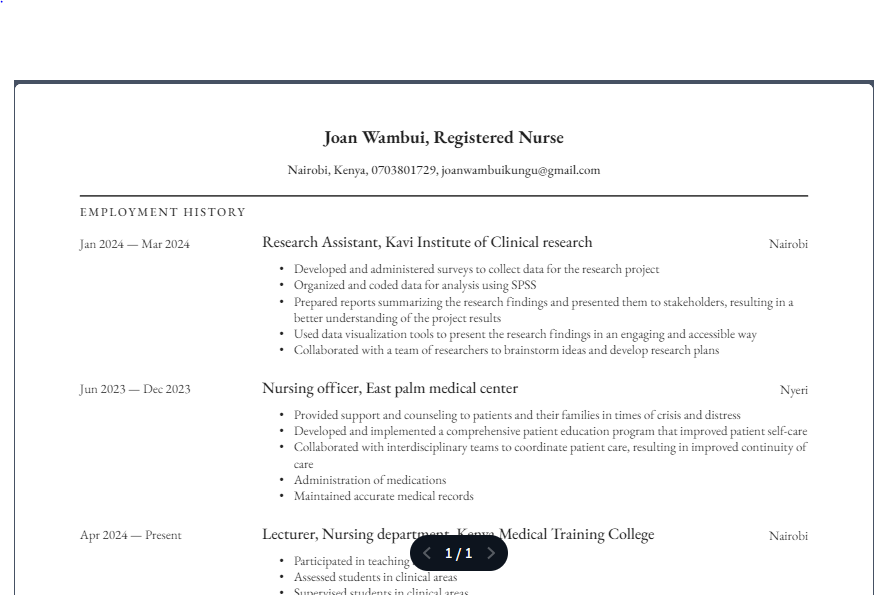 Joan Wambui, Registered Nurse
Nairobi, Kenya, 0703801729, joanwambuikungu@gmail.com
EMPLOYMENT HISTORY
Jan 2024 — Mar 2024
Research Assistant, Kavi Institute of Clinical research
Nairobi
• Developed and administered surveys to collect data for the research project
• Organized and coded data for analysis using SPSS
• Prepared reports summarizing the research findings and presented them to stakeholders, resulting in a
better understanding of the project results
• Used data visualization tools to present the research findings in an engaging and accessible way
• Collaborated with a team of researchers to brainstorm ideas and develop research plans
Jun 2023 — Dec 2023
Nursing officer, East palm medical center
Nyeri
• Provided support and counseling to patients and their families in times of crisis and distress
• Developed and implemented a comprehensive patient education program that improved patient self-care
• Collaborated with interdisciplinary teams to coordinate patient care, resulting in improved continuity of
care
• Administration of medications
• Maintained accurate medical records
Apr 2024 — Present
Lecturer, Nursing department, Kenya Medical Training College
Nairobi
• Participated in teaching
1 / 1
• Assessed students in clinical areas
• Supervised students in clinical areas